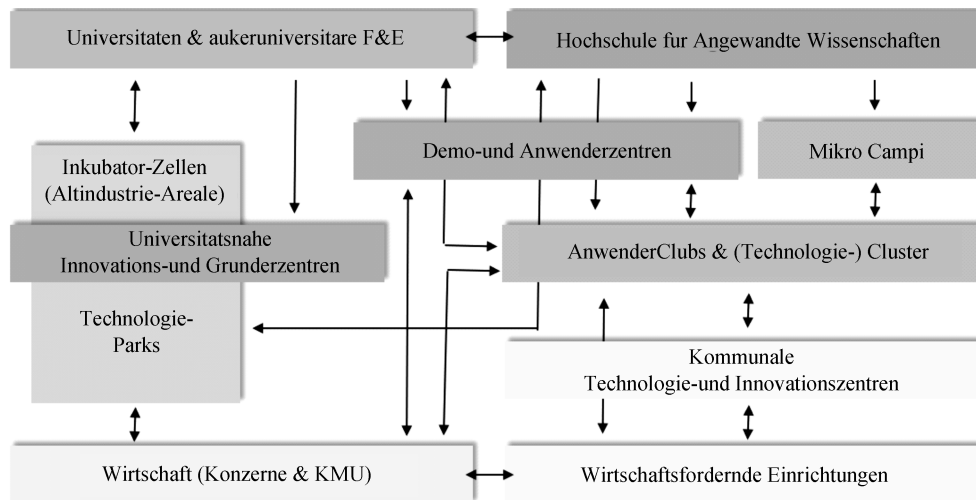 Universitaten & aukeruniversitare F&E
Hochschule fur Angewandte Wissenschaften
Demo-und Anwenderzentren
Mikro Campi
Inkubator-Zellen
(Altindustrie-Areale)
Universitatsnahe
Innovations-und Grunderzentren
AnwenderClubs & (Technologie-) Cluster
Technologie-
Parks
Kommunale
Technologie-und Innovationszentren
Wirtschaft (Konzerne & KMU)
Wirtschaftsfordernde Einrichtungen